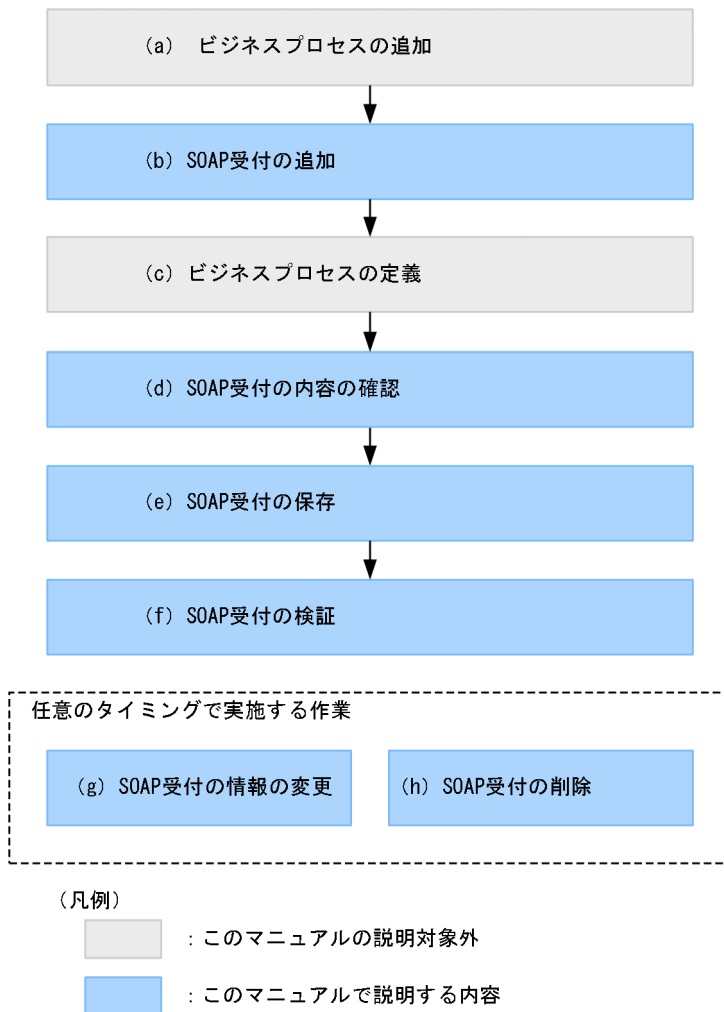 (a) ビジネスプロセスの追加
(b) SOAP受付の追加
(c) ビジネスプロセスの定義
(d) SOAP受付の内容の確認
(e) SOAP受付の保存
(f) SOAP受付の検証
任意のタイミングで実施する作業
(g) SOAP受付の情報の変更
(h) SOAP受付の削除
(凡例)
：このマニュアルの説明対象外
：このマニュアルで説明する内容